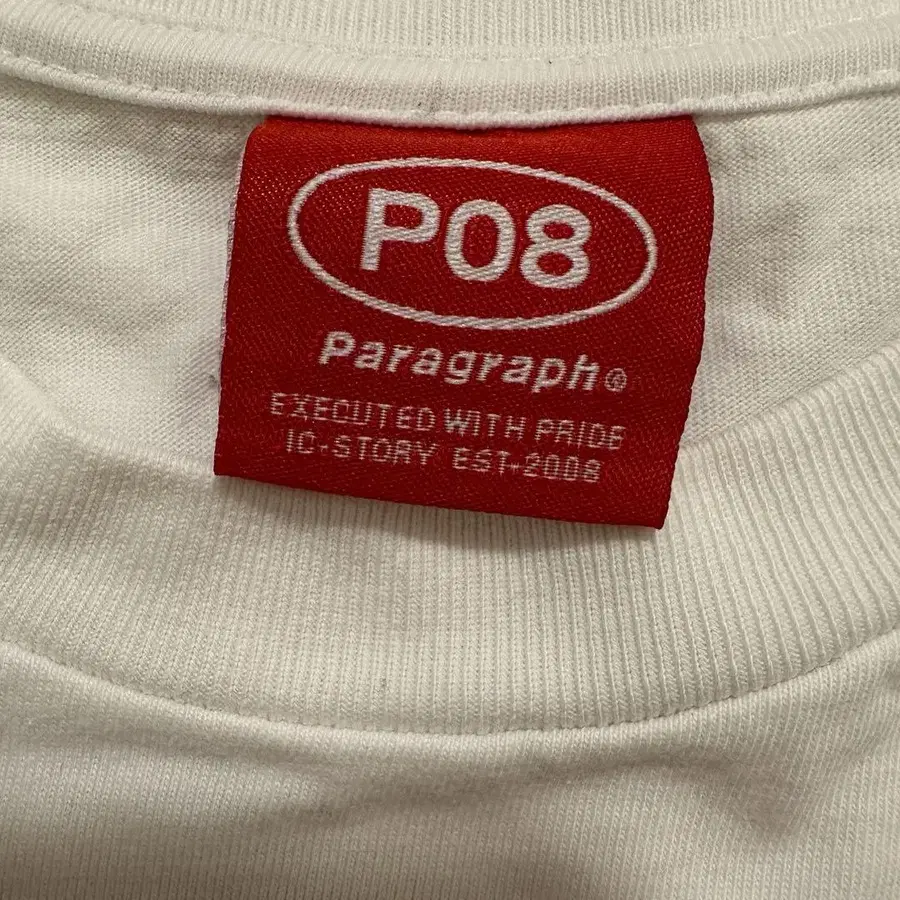 P08
Paragraph®
EXECUTED WITH PRIDE
IC-STORY EST-2008